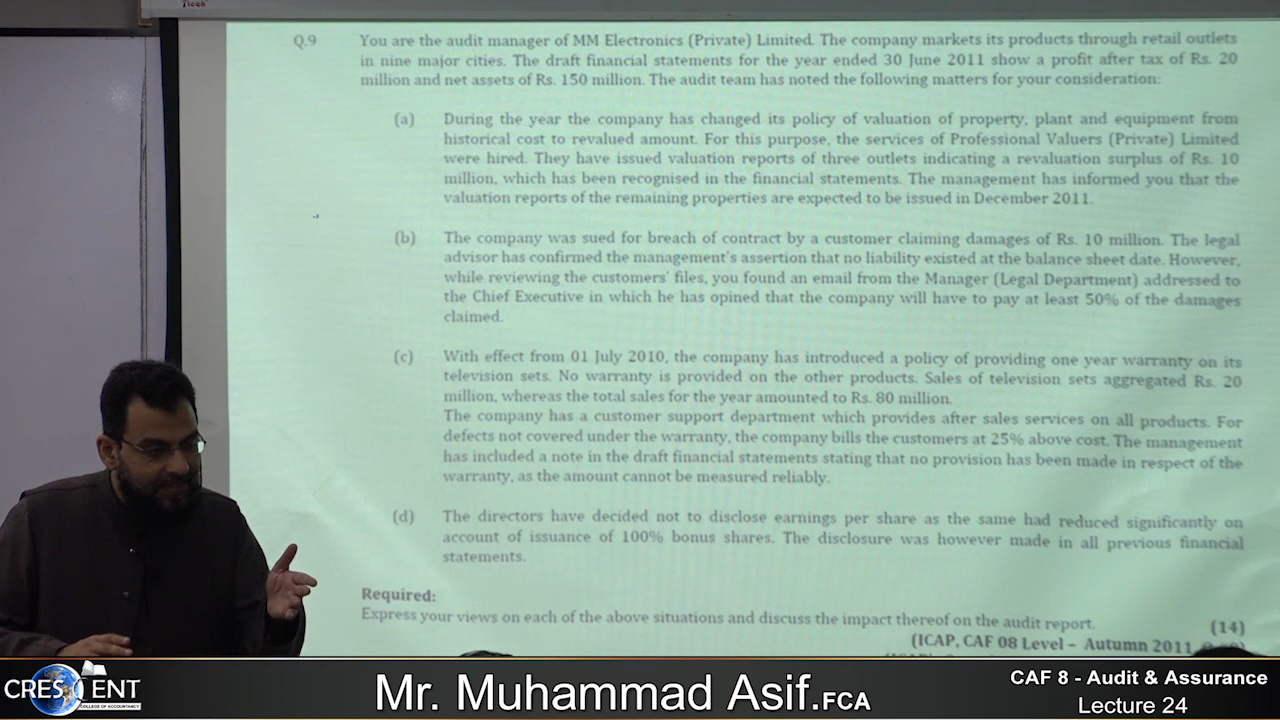 Q.9 You are the audit manager of MM Electronics (Private) Limited. The company markets its products through retail outlets
in nine major cities. The draft financial statements for the year ended 30 June 2011 show a profit after tax of Rs. 20
million and net assets of Rs. 150 million. The audit team has noted the following matters for your consideration:
(a) During the year the company has changed its policy of valuation of property, plant and equipment from
historical cost to revalued amount. For this purpose, the services of Professional Valuers (Private) Limited
were hired. They have issued valuation reports of three outlets indicating a revaluation surplus of Rs. 10
million, which has been recognised in the financial statements. The management has informed you that the
valuation reports of the remaining properties are expected to be issued in December 2011.
(b) The company was sued for breach of contract by a customer claiming damages of Rs. 10 million. The legal
advisor has confirmed the management's assertion that no liability existed at the balance sheet date. However,
while reviewing the customers' files, you found an email from the Manager (Legal Department) addressed to
the Chief Executive in which he has opined that the company will have to pay at least 50% of the damages
claimed.
(c) With effect from 01 July 2010, the company has introduced a policy of providing one year warranty on its
television sets. No warranty is provided on the other products. Sales of television sets aggregated Rs. 20
million, whereas the total sales for the year amounted to Rs. 80 million.
The company has a customer support department which provides after sales services on all products. For
defects not covered under the warranty, the company bills the customers at 25% above cost. The management
has included a note in the draft financial statements stating that no provision has been made in respect of the
warranty, as the amount cannot be measured reliably.
(d) The directors have decided not to disclose earnings per share as the same had reduced significantly on
account of issuance of 100% bonus shares. The disclosure was however made in all previous financial
statements.
Required:
Express your views on each of the above situations and discuss the impact thereof on the audit report. (14)
(ICAP, CAF 08 Level – Autumn 2011
CRESCENT
COLLEGE OF ACCOUNTANCY
Mr. Muhammad Asif.FCA
CAF 8 - Audit & Assurance
Lecture 24